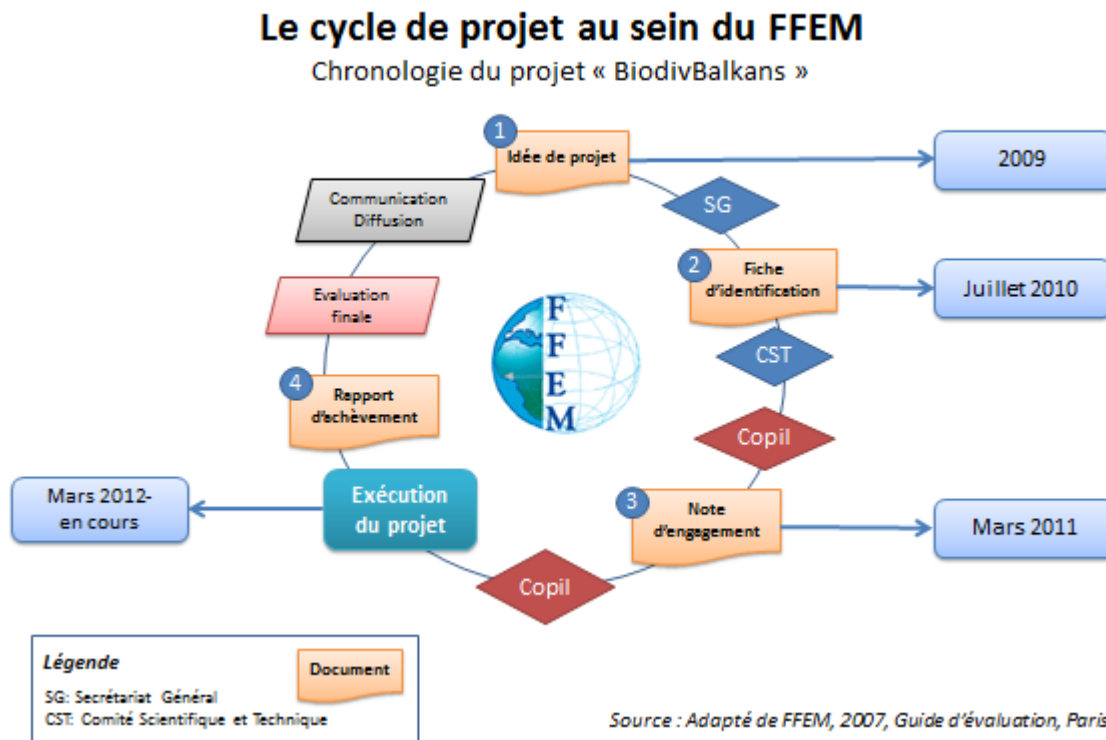 Le cycle de projet au sein du FFEM
Chronologie du projet « BiodivBalkans »
1
Idée de projet
2009
Communication
Diffusion
SG
2
Fiche
d'identification
Juillet 2010
Evaluation
finale
F
F
E
M
CST
4
Rapport
d'achèvement
Copil
Mars 2012-
en cours
Exécution
du projet
3
Note
d'engagement
Mars 2011
Copil
Légende
Document
SG: Secrétariat Général
CST: Comité Scientifique et Technique
Source : Adapté de FFEM, 2007, Guide d'évaluation, Paris